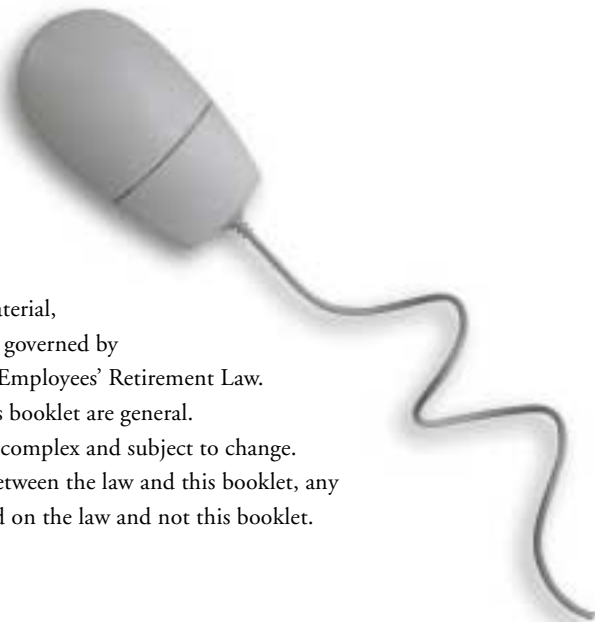 terial,
governed by
Employees’ Retirement Law.
s booklet are general.
complex and subject to change.
etween the law and this booklet, any
d on the law and not this booklet.